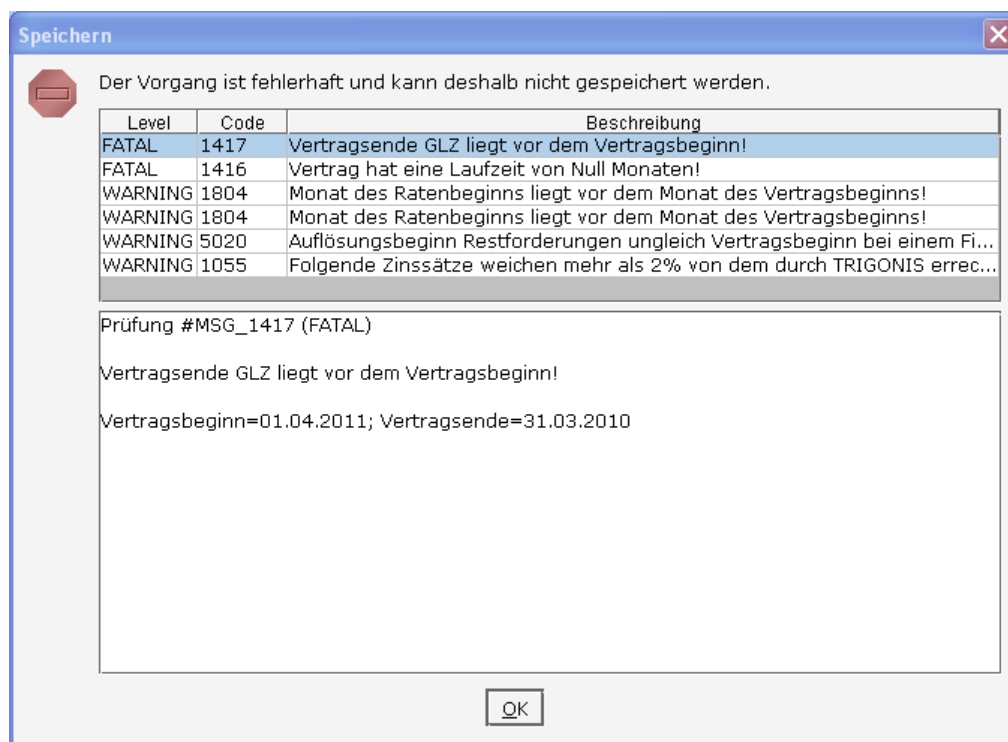 Speichern
Der Vorgang ist fehlerhaft und kann deshalb nicht gespeichert werden.
Level Code Beschreibung
FATAL 1417 Vertragsende GLZ liegt vor dem Vertragsbeginn!
FATAL 1416 Vertrag hat eine Laufzeit von Null Monaten!
WARNING 1804 Monat des Ratenbeginns liegt vor dem Monat des Vertragsbeginns!
WARNING 1804 Monat des Ratenbeginns liegt vor dem Monat des Vertragsbeginns!
WARNING 5020 Auflösungsbeginn Restforderungen ungleich Vertragsbeginn bei einem Fi...
WARNING 1055 Folgende Zinssätze weichen mehr als 2% von dem durch TRIGONIS errec...
Prüfung #MSG_1417 (FATAL)
Vertragsende GLZ liegt vor dem Vertragsbeginn!
Vertragsbeginn=01.04.2011; Vertragsende=31.03.2010
OK